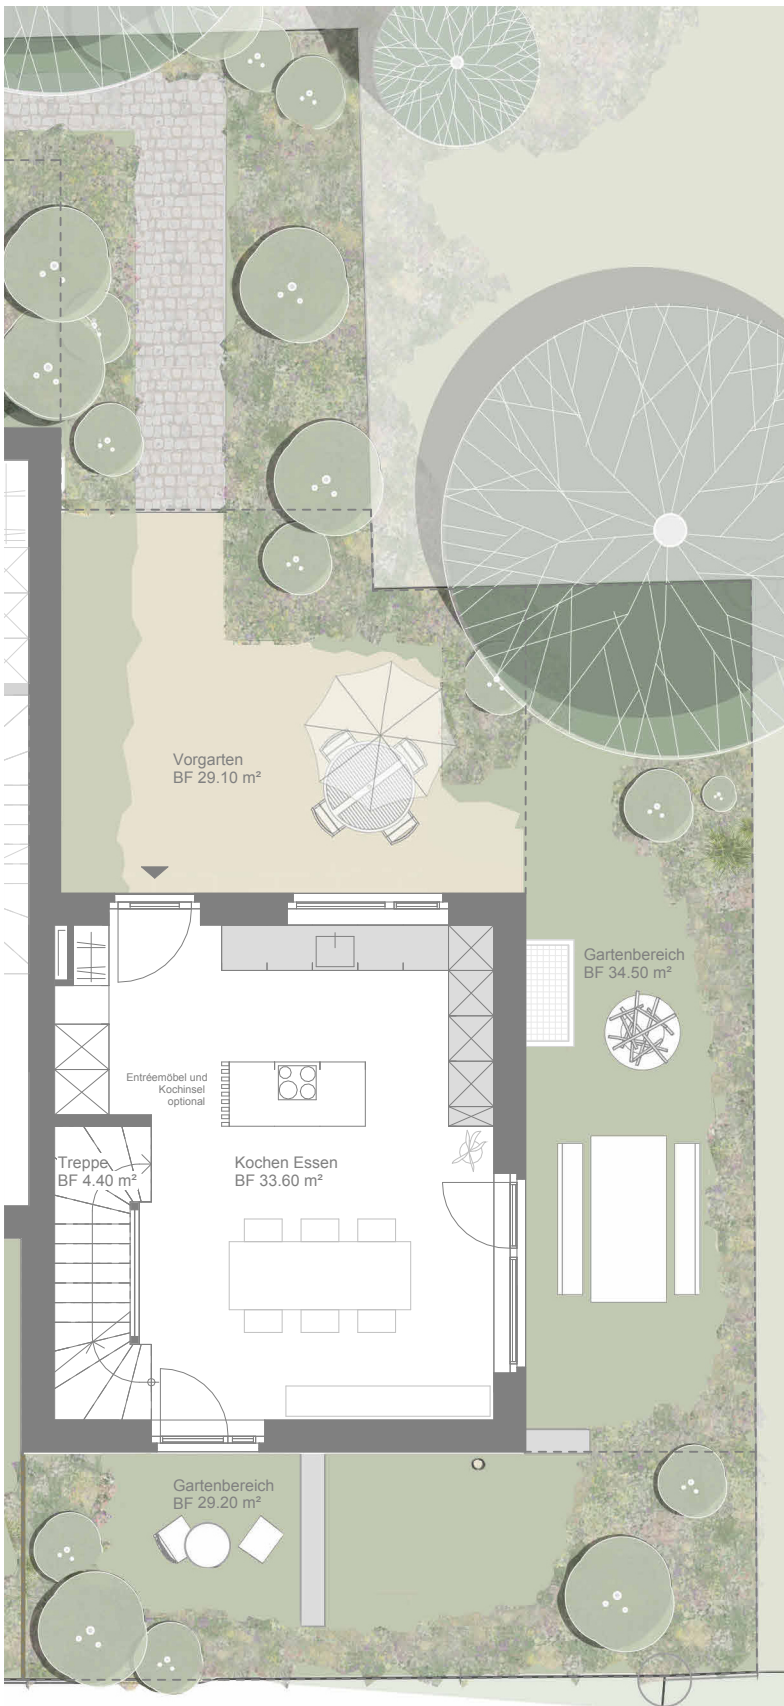 Vorgarten
BF 29.10 m²
Gartenbereich
BF 34.50 m²
Entréemöbel und
Kochinsel
optional
Treppe
BF 4.40 m²
Kochen Essen
BF 33.60 m²
Gartenbereich
BF 29.20 m²